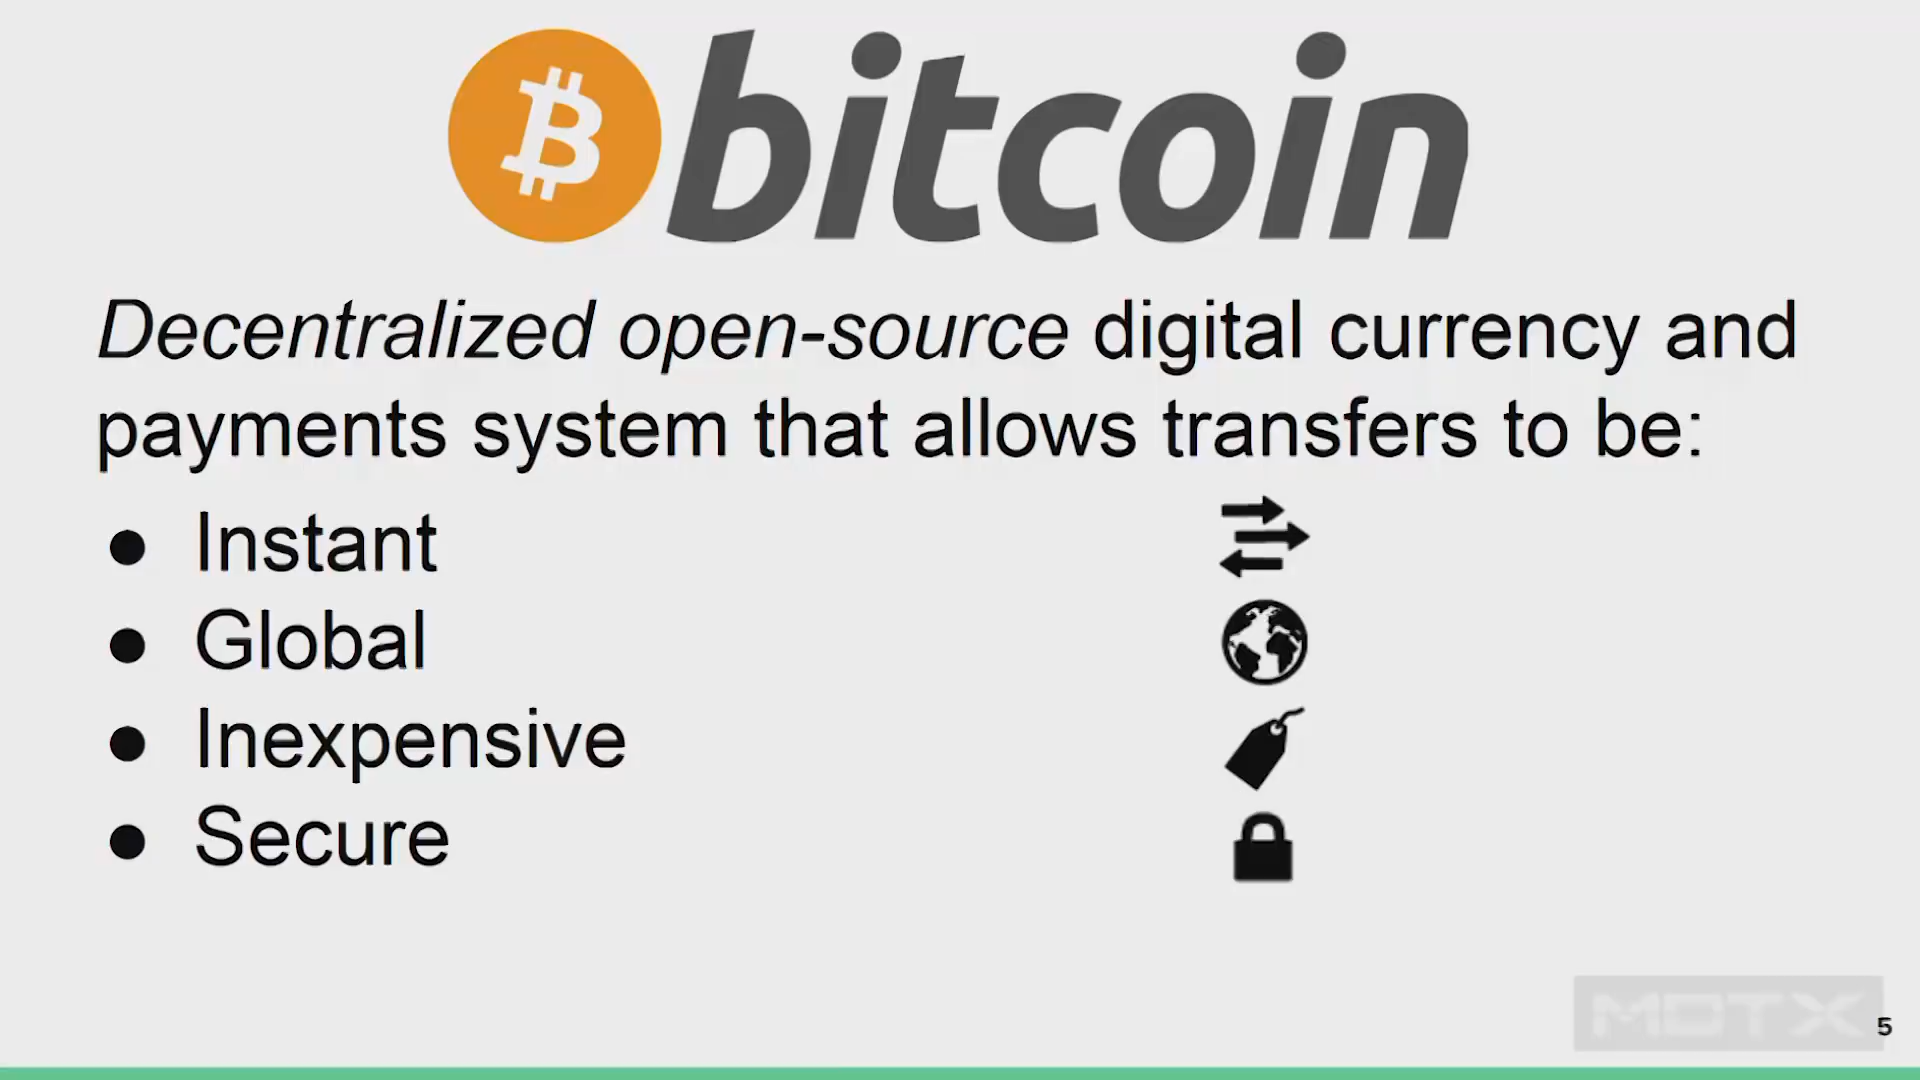 bitcoin
Decentralized open-source digital currency and
payments system that allows transfers to be:
● Instant
● Global
● Inexpensive
● Secure
MOTX
5